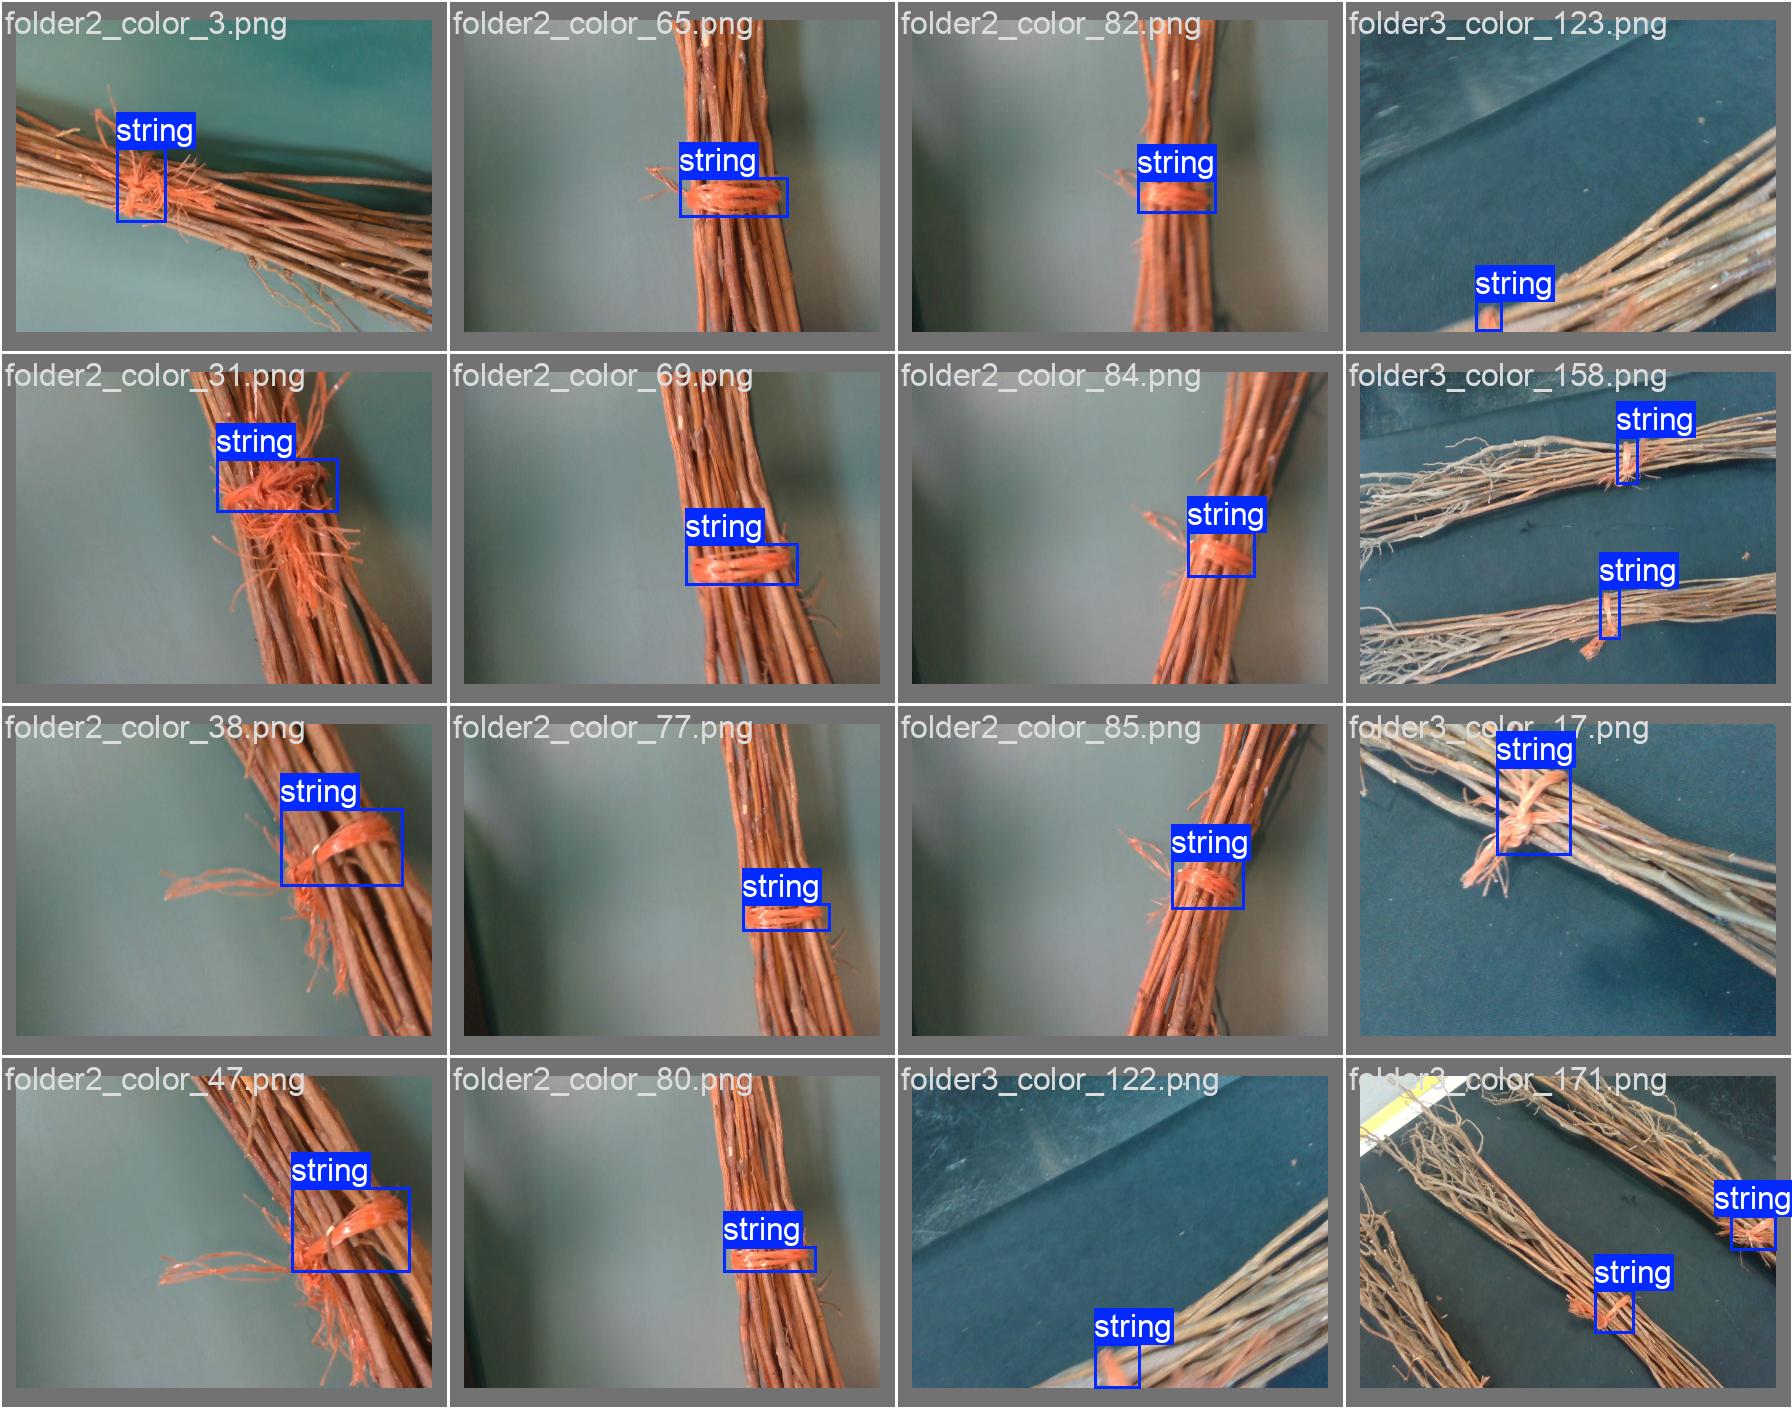 folder2_color_3.png
string
folder2_color_65.png
string
folder2_color_82.png
string
folder3_color_123.png
string
folder2_color_31.png
string
folder2_color_69.png
string
folder2_color_84.png
string
folder3_color_158.png
string
string
folder2_color_38.png
string
folder2_color_77.png
string
folder2_color_85.png
string
folder3_co 17.png
string
folder2_color_47.png
string
folder2_color_80.png
string
folder3_color_122.png
string
folder3_color_171.png
string
string